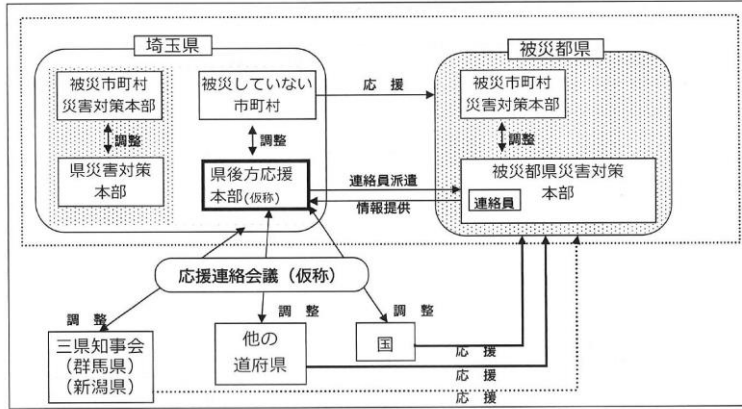 埼玉県
被災市町村
災害対策本部
調整
県災害対策
本部
被災していない
市町村
調整
県後方応援
本部(仮称)
応 援
連絡員派遣
情報提供
被災都県
被災市町村
災害対策本部
調整
被災都県災害対策
本部
連絡員
応援連絡会議（仮称）
調 整
三県知事会
（群馬県）
（新潟県）
調 整
他の
道府県
調 整
国
応 援
応 援
応 援